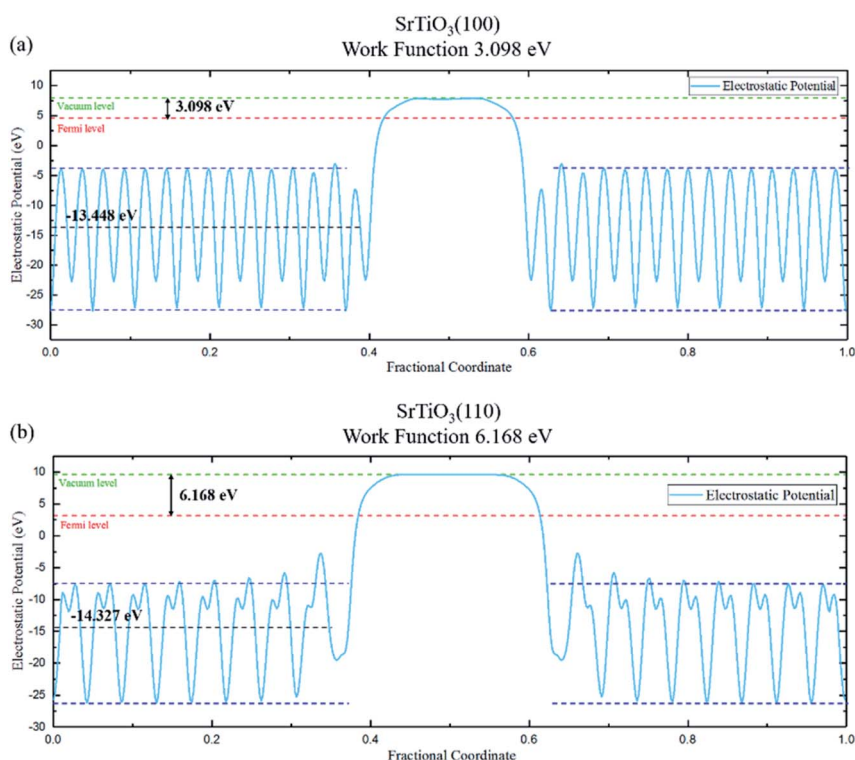 SrTiO₃(100)
(a)
Work Function 3.098 eV
10
Electrostatic Potential
Vacuum level
3.098 eV
5
Fermi level
0
-5
-10
-13.448 eV
-15
-20
-25
-30
Electrostatic Potential (eV)
0.0 0.2 0.4 0.6 0.8 1.0
Fractional Coordinate
SrTiO₃(110)
(b)
Work Function 6.168 eV
10
Vacuum level
6.168 eV
Electrostatic Potential
5
Fermi level
0
-5
-10
-14.327 eV
-15
-20
-25
-30
Electrostatic Potential (eV)
0.0 0.2 0.4 0.6 0.8 1.0
Fractional Coordinate